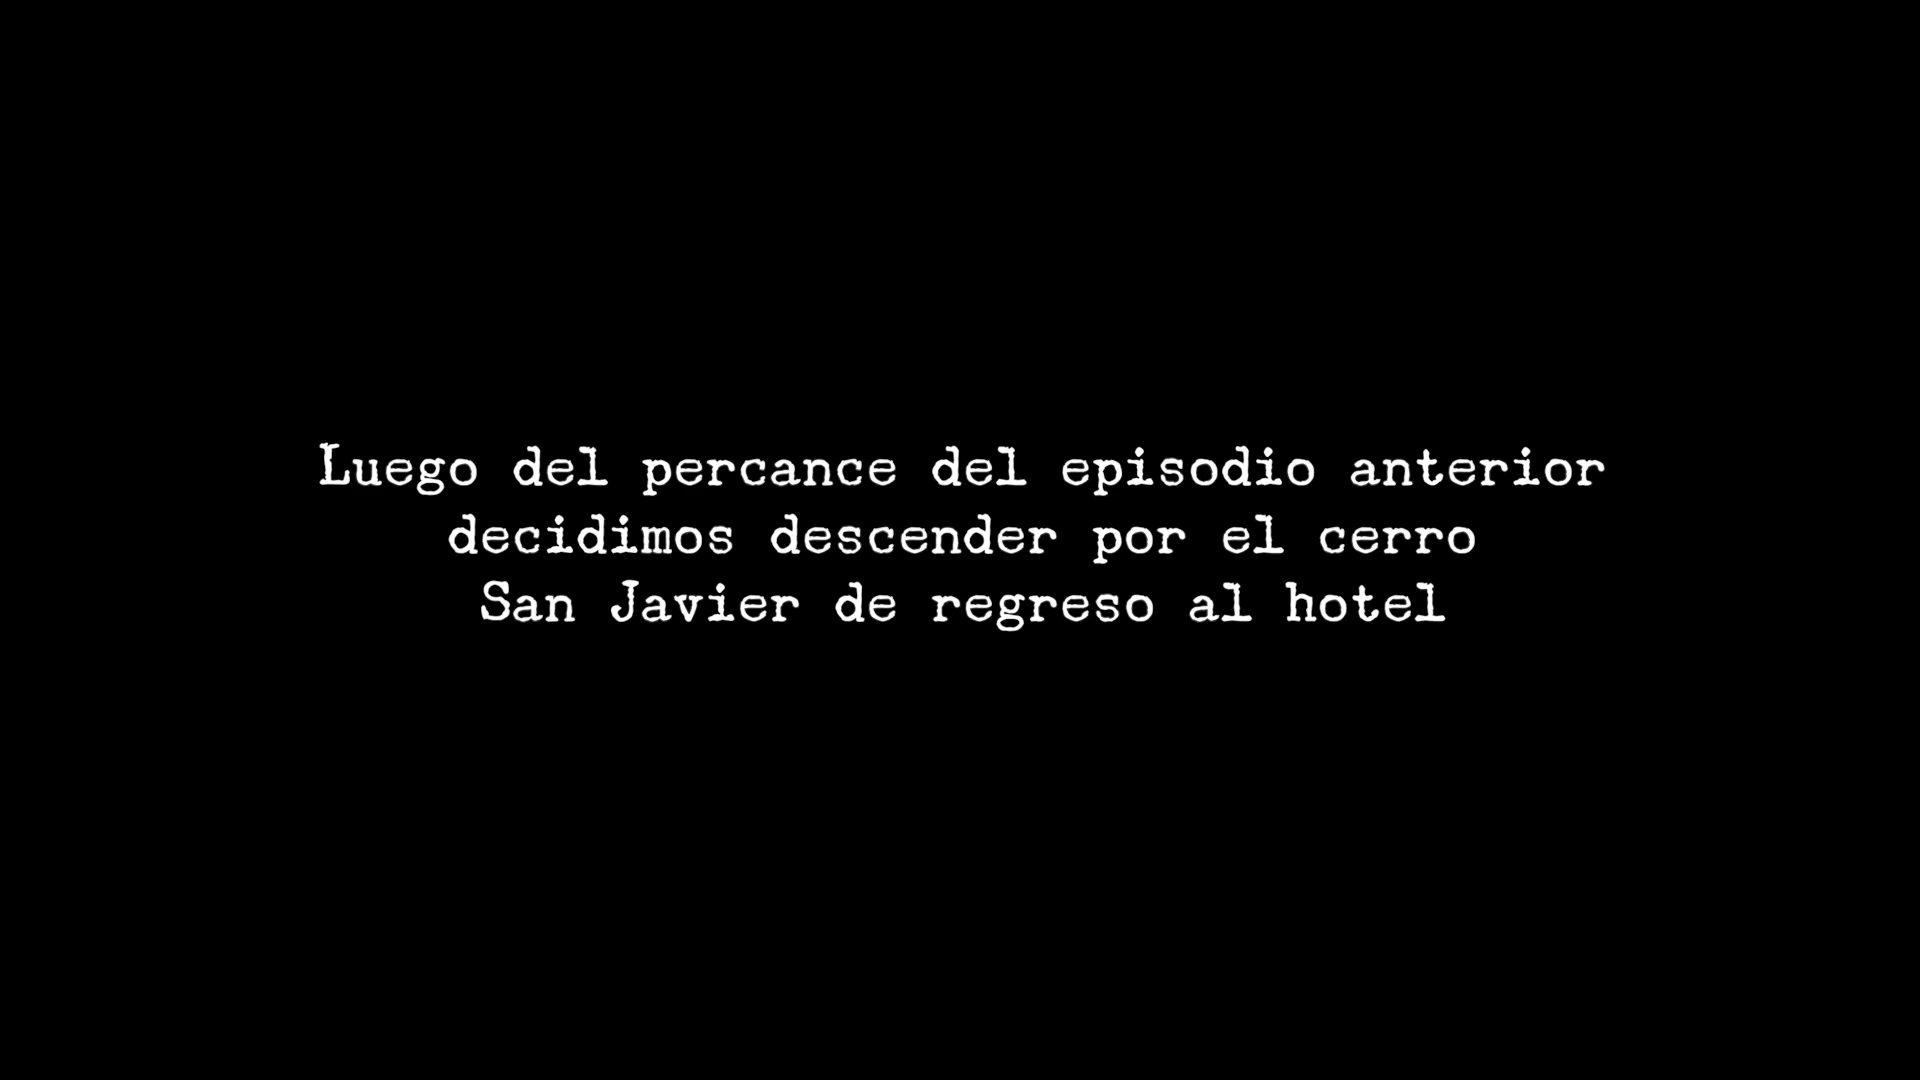 Luego del percance del episodio anterior
decidimos descender por el cerro
San Javier de regreso al hotel